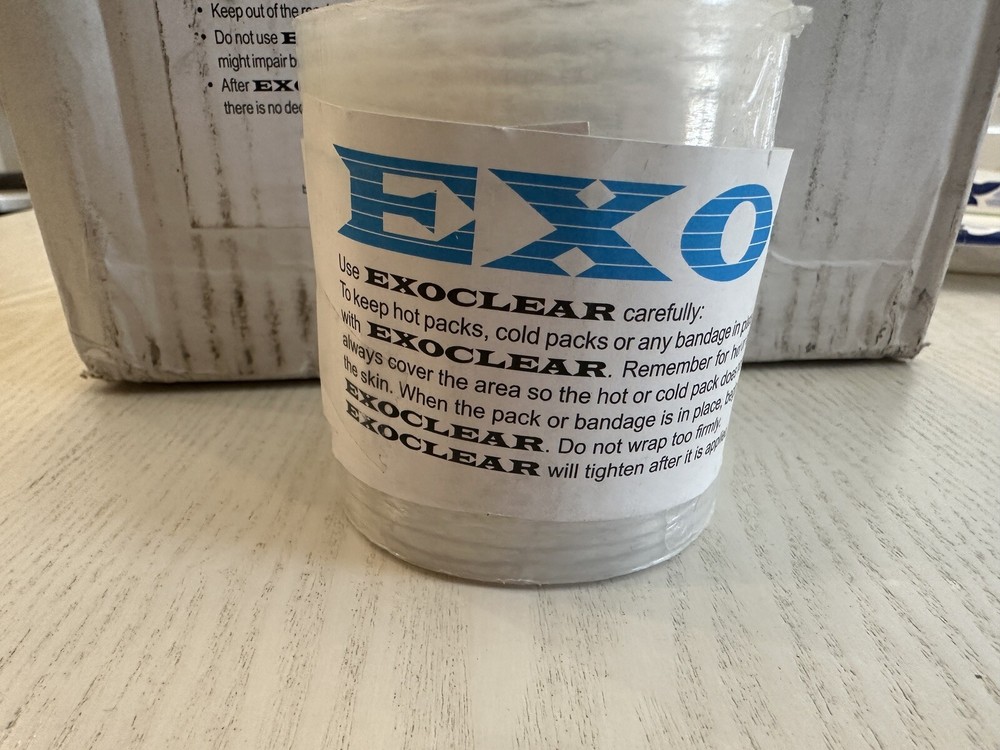 • Keep out of the
• Do not use
might impair
• After
there is no
EXO
Use EXOCLEAR carefully:
To keep hot packs, cold packs or any bandage in
with EXOCLEAR. Remember for
always cover the area so the hot or cold pack
the skin. When the pack or bandage is in place,
EXOCLEAR. Do not wrap too firmly.
EXOCLEAR will tighten after it is